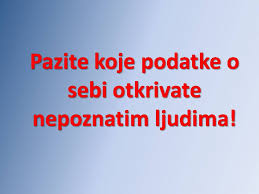 Pazite koje podatke o
sebi otkrivate
nepoznatim ljudima!